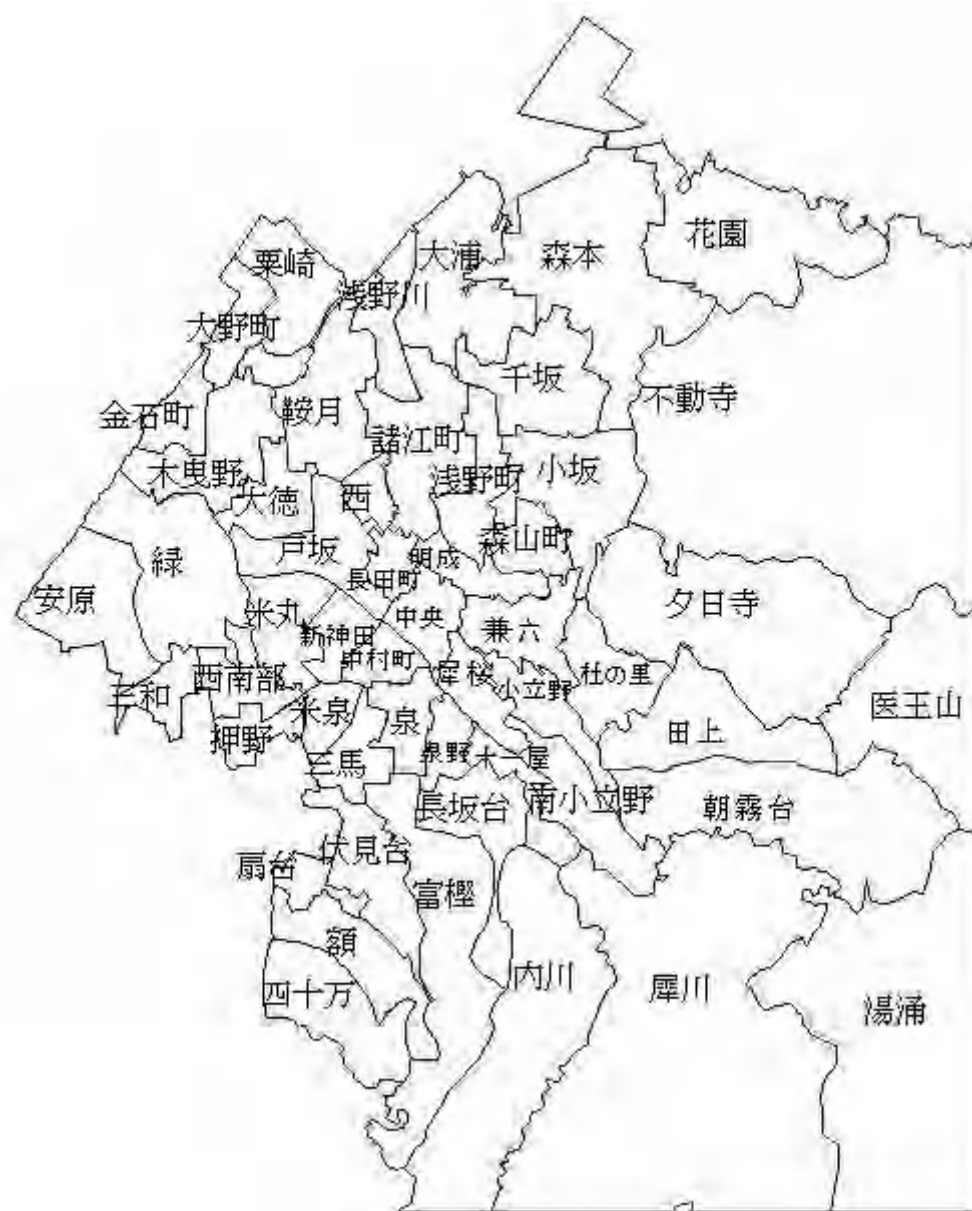 花園
森本
大浦
粟崎
浅野川
大野町
千坂
不動寺
金石町
鞍月
諸江町
小坂
木曳野
浅野町
大徳
西
森山町
戸坂
緑
明成
長田町
安原
夕日寺
米丸
中央
兼六
新神田
中村町
犀桜
小立野
杜の里
西南部
三和
医王山
米泉
泉
押野
田上
泉野
十一屋
三馬
長坂台
南小立野
朝霧台
伏見台
扇台
富樫
額
内川
四十万
犀川
湯涌